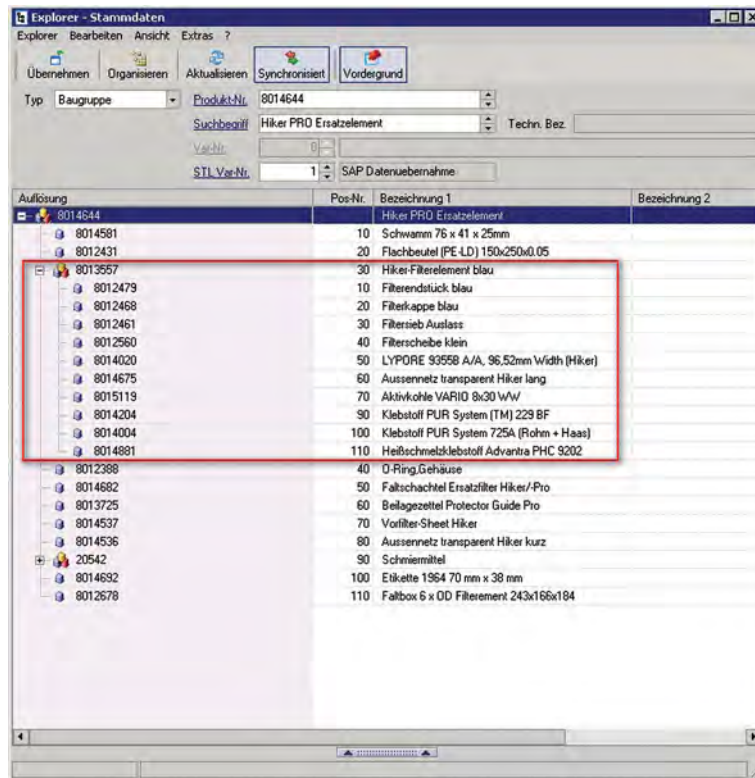 Explorer - Stammdaten
Explorer Bearbeiten Ansicht Extras ?
Übernehmen Organisieren Aktualisieren Synchronisiert Vordergrund
Typ Baugruppe Produkt-Nr. 8014644
Suchbegriff Hiker PRO Ersatzelement Techn. Bez.
Var-Nr. 0
STL Var-Nr. 1 SAP Datenuebernahme
Auflösung Pos-Nr. Bezeichnung 1 Bezeichnung 2
8014644 Hiker PRO Ersatzelement
8014581 10 Schwamm 76 x 41 x 25mm
8012431 20 Flachbeutel (PE-LD) 150x250x0.05
8013557 30 Hiker-Filterelement blau
8012479 10 Filterendstück blau
8012468 20 Filterkappe blau
8012461 30 Filtersieb Auslass
8012560 40 Filterscheibe klein
8014020 50 LYPORE 9355B A/A, 96,52mm Width (Hiker)
8014675 60 Aussennetz transparent Hiker lang
8015119 70 Aktivkohle VARIO 8x30 WW
8014204 90 Klebstoff PUR System (TM) 229 BF
8014004 100 Klebstoff PUR System 725A (Rohm + Haas)
8014881 110 Heißschmelzklebstoff Advantra PHC 9202
8012388 40 O-Ring,Gehäuse
8014682 50 Faltschachtel Ersatzfilter Hiker/-Pro
8013725 60 Beilagezettel Protector Guide Pro
8014537 70 Vorfilter-Sheet Hiker
8014536 80 Aussennetz transparent Hiker kurz
20542 90 Schmiermittel
8014692 100 Etikette 1964 70 mm x 38 mm
8012678 110 Faltbox 6 x OD Filterement 243x166x184